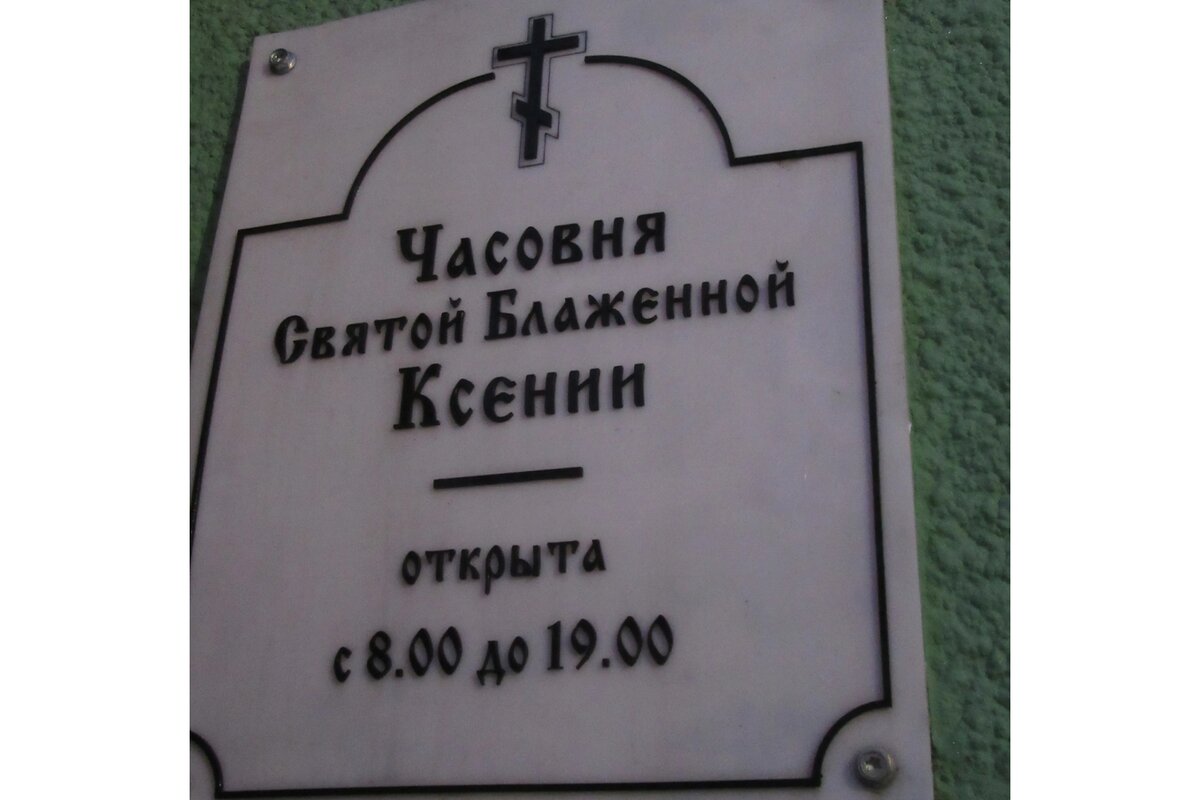 Часовня
Святой Блаженной
Ксении
открыта
с 8.00 до 19.00